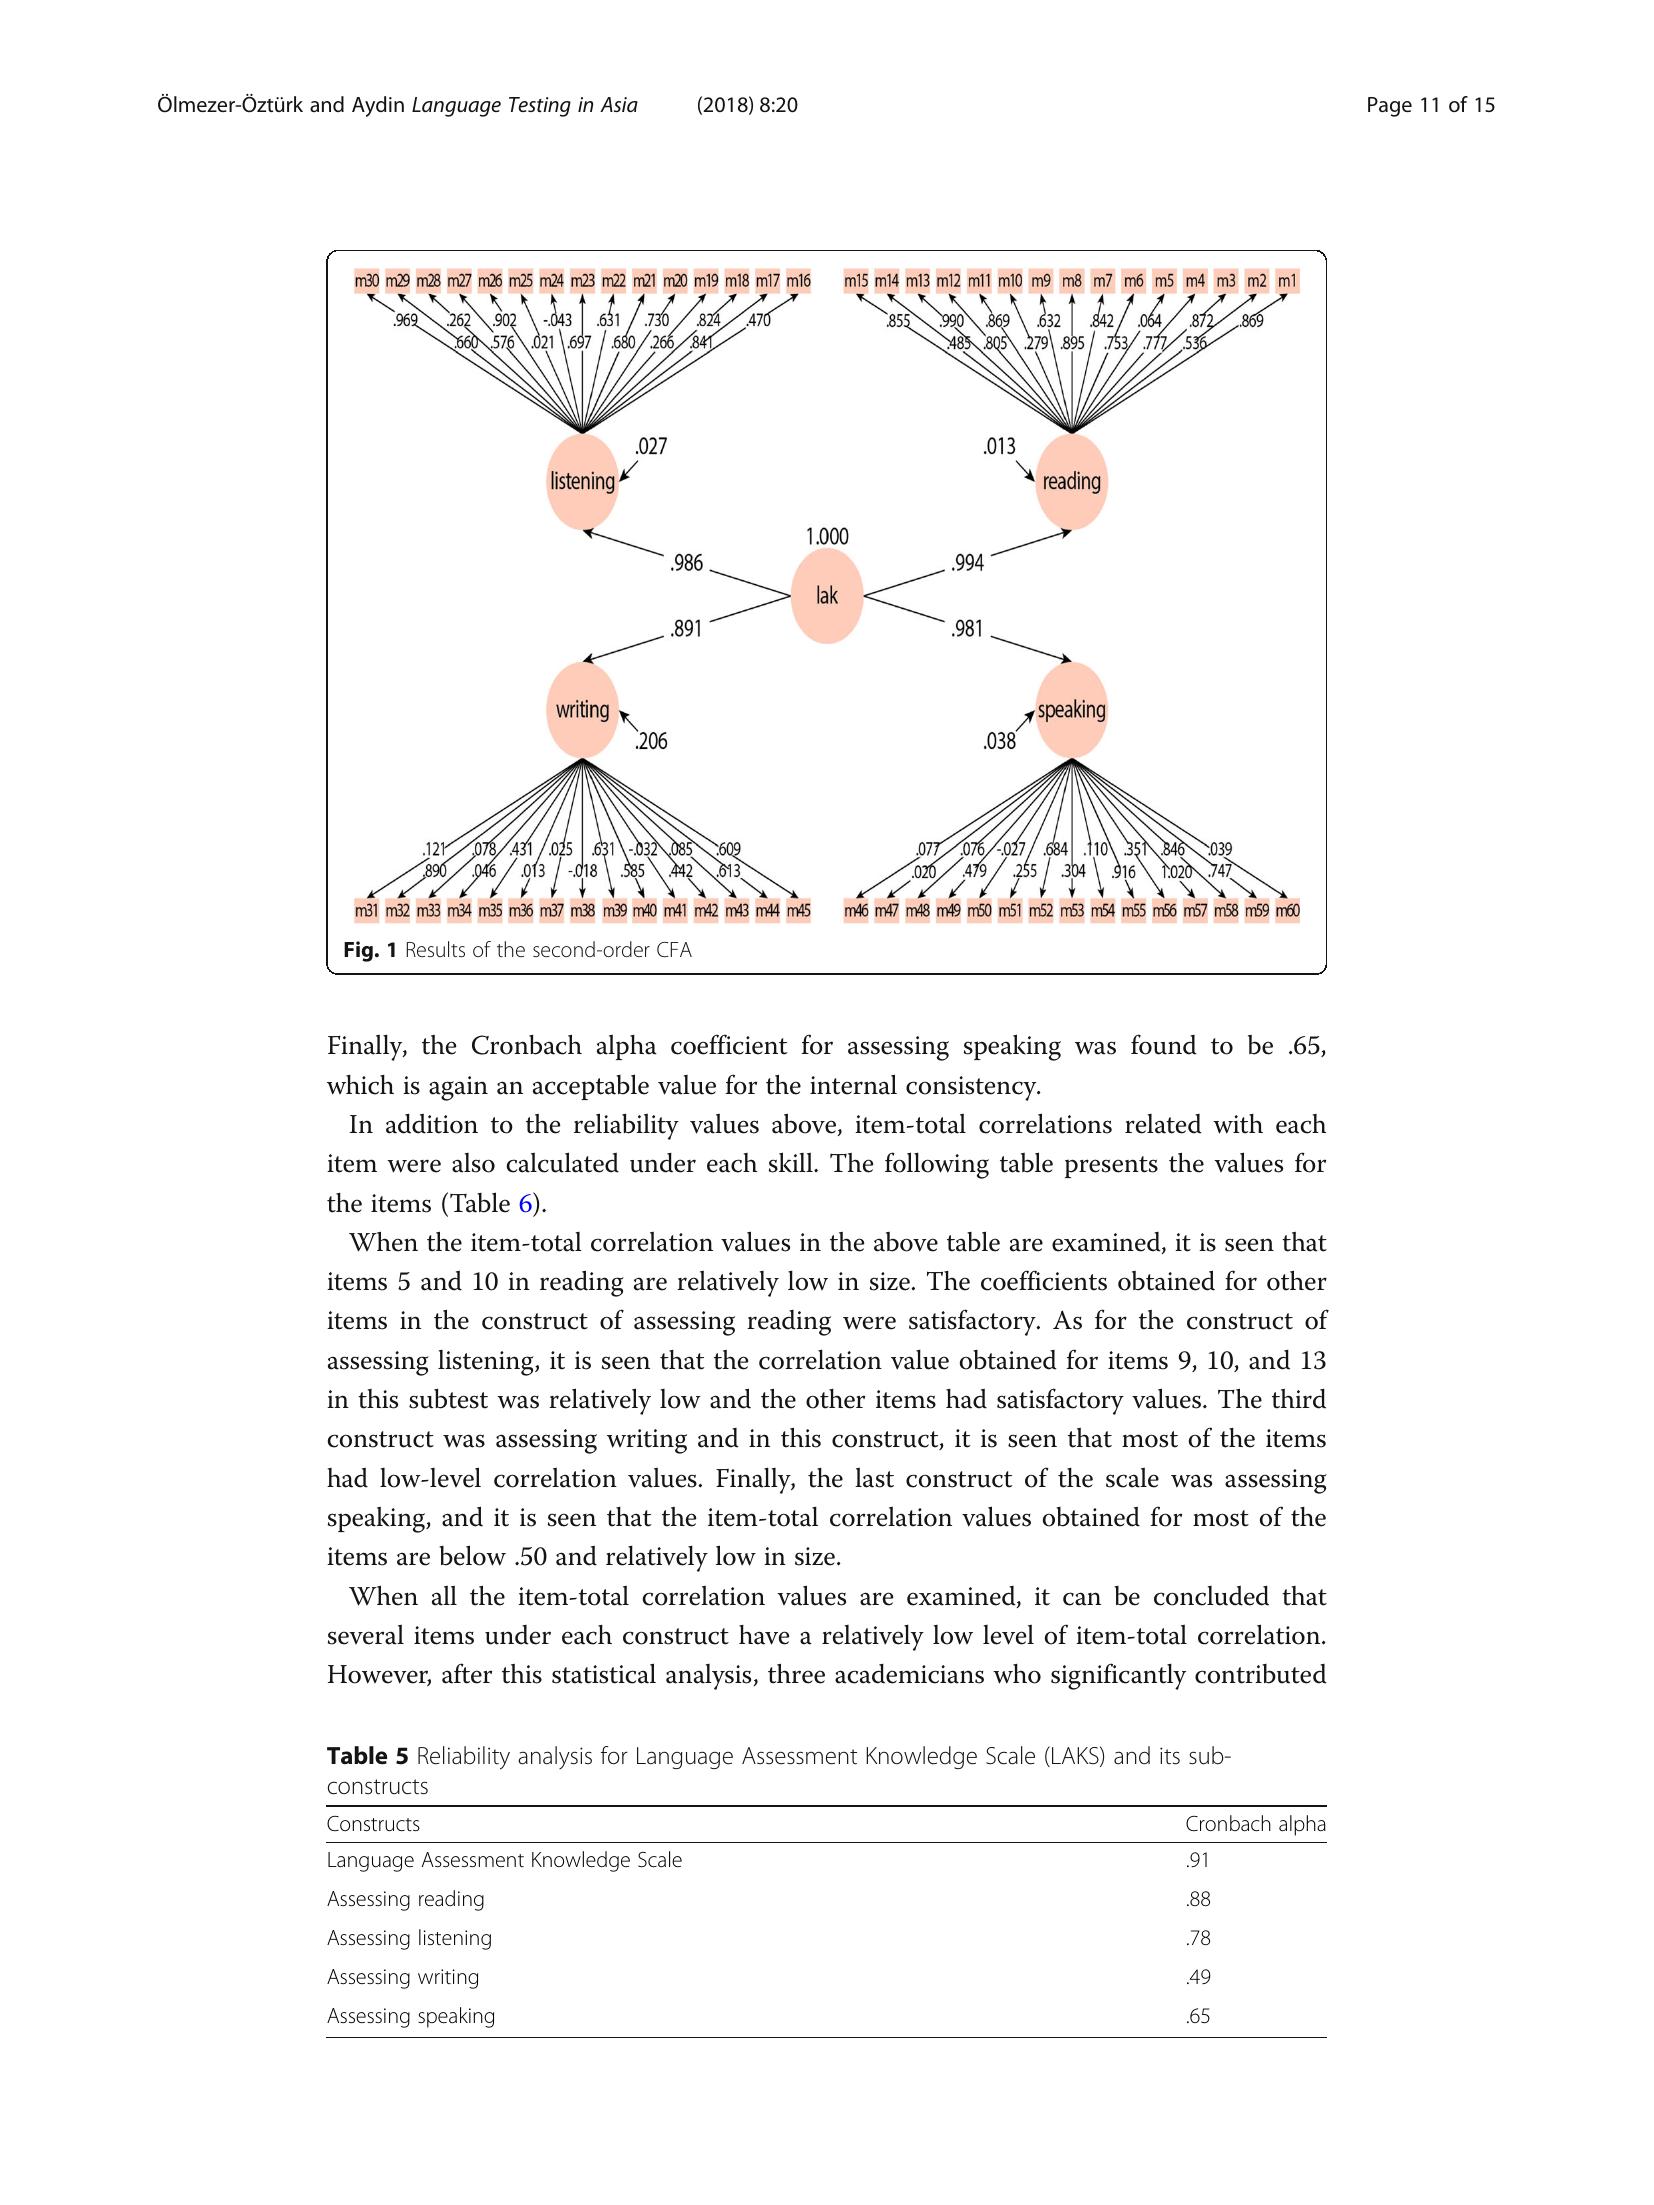 Ölmezer-Öztürk and Aydin Language Testing in Asia (2018) 8:20 Page 11 of 15
m30 m29 m28 m27 m26 m25 m24 m23 m22 m21 m20 m19 m18 m17 m16 m15 m14 m13 m12 m11 m10 m9 m8 m7 m6 m5 m4 m3 m2 m1
.969 .262 .902 -.043 .631 .730 .824 .470 .855 .990 .869 .632 .842 .064 .872 .869
.660 .576 .021 .697 .680 .266 .841 .485 .805 .279 .895 .753 .777 .536
.027 .013
listening reading
1.000
.986 .994
lak
.891 .981
writing speaking
.206 .038
.121 .078 .431 .025 .631 -.032 .085 .609 .077 .076 -.027 .684 .110 .351 .846 .039
.890 .046 .013 -.018 .585 .442 .613 .020 .479 .255 .304 .916 1.020 .747
m31 m32 m33 m34 m35 m36 m37 m38 m39 m40 m41 m42 m43 m44 m45 m46 m47 m48 m49 m50 m51 m52 m53 m54 m55 m56 m57 m58 m59 m60
Fig. 1 Results of the second-order CFA
Finally, the Cronbach alpha coefficient for assessing speaking was found to be .65,
which is again an acceptable value for the internal consistency.
In addition to the reliability values above, item-total correlations related with each
item were also calculated under each skill. The following table presents the values for
the items (Table 6).
When the item-total correlation values in the above table are examined, it is seen that
items 5 and 10 in reading are relatively low in size. The coefficients obtained for other
items in the construct of assessing reading were satisfactory. As for the construct of
assessing listening, it is seen that the correlation value obtained for items 9, 10, and 13
in this subtest was relatively low and the other items had satisfactory values. The third
construct was assessing writing and in this construct, it is seen that most of the items
had low-level correlation values. Finally, the last construct of the scale was assessing
speaking, and it is seen that the item-total correlation values obtained for most of the
items are below .50 and relatively low in size.
When all the item-total correlation values are examined, it can be concluded that
several items under each construct have a relatively low level of item-total correlation.
However, after this statistical analysis, three academicians who significantly contributed
Table 5 Reliability analysis for Language Assessment Knowledge Scale (LAKS) and its sub-
constructs
Constructs Cronbach alpha
Language Assessment Knowledge Scale .91
Assessing reading .88
Assessing listening .78
Assessing writing .49
Assessing speaking .65